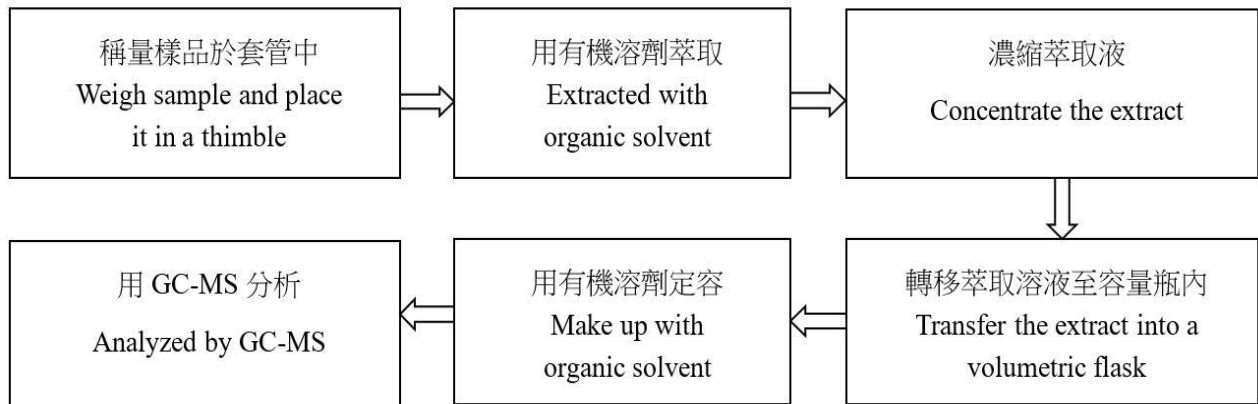 稱量樣品於套管中
Weigh sample and place
it in a thimble
用有機溶劑萃取
Extracted with
organic solvent
濃縮萃取液
Concentrate the extract
轉移萃取溶液至容量瓶內
Transfer the extract into a
volumetric flask
用有機溶劑定容
Make up with
organic solvent
用 GC-MS 分析
Analyzed by GC-MS